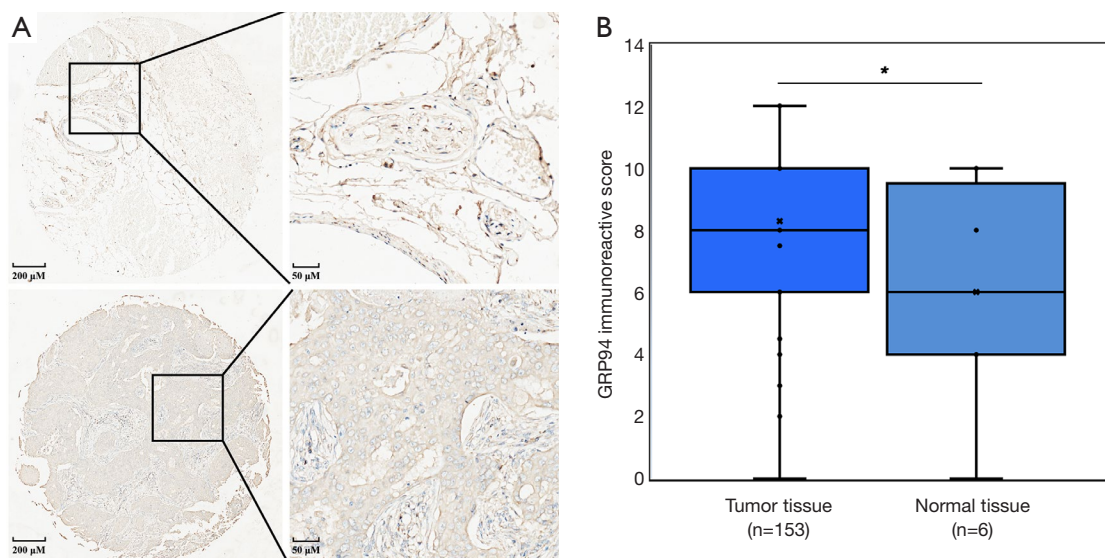 A
200 µM
50 µM
200 µM
50 µM
B
GRP94 immunoreactive score
14
12
10
8
6
4
2
0
*
Tumor tissue
(n=153)
Normal tissue
(n=6)